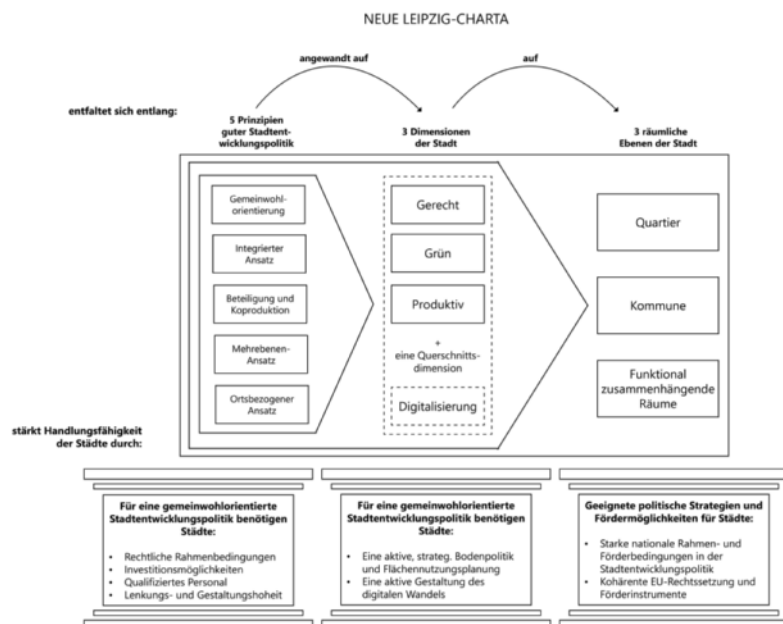 NEUE LEIPZIG-CHARTA
angewandt auf
auf
entfaltet sich entlang:
5 Prinzipien
guter Stadtent-
wicklungspolitik
3 Dimensionen
der Stadt
3 räumliche
Ebenen der Stadt
Gemeinwohl-
orientierung
Integrierter
Ansatz
Beteiligung und
Koproduktion
Mehrebenen-
Ansatz
Ortsbezogener
Ansatz
Gerecht
Grün
Produktiv
+
eine Querschnitts-
dimension
Digitalisierung
Quartier
Kommune
Funktional
zusammenhängende
Räume
stärkt Handlungsfähigkeit
der Städte durch:
Für eine gemeinwohlorientierte
Stadtentwicklungspolitik benötigen
Städte:
• Rechtliche Rahmenbedingungen
• Investitionsmöglichkeiten
• Qualifiziertes Personal
• Lenkungs- und Gestaltungshoheit
Für eine gemeinwohlorientierte
Stadtentwicklungspolitik benötigen
Städte:
• Eine aktive, strateg. Bodenpolitik
und Flächennutzungsplanung
• Eine aktive Gestaltung des
digitalen Wandels
Geeignete politische Strategien und
Fördermöglichkeiten für Städte:
• Starke nationale Rahmen- und
Förderbedingungen in der
Stadtentwicklungspolitik
• Kohärente EU-Rechtssetzung und
Förderinstrumente